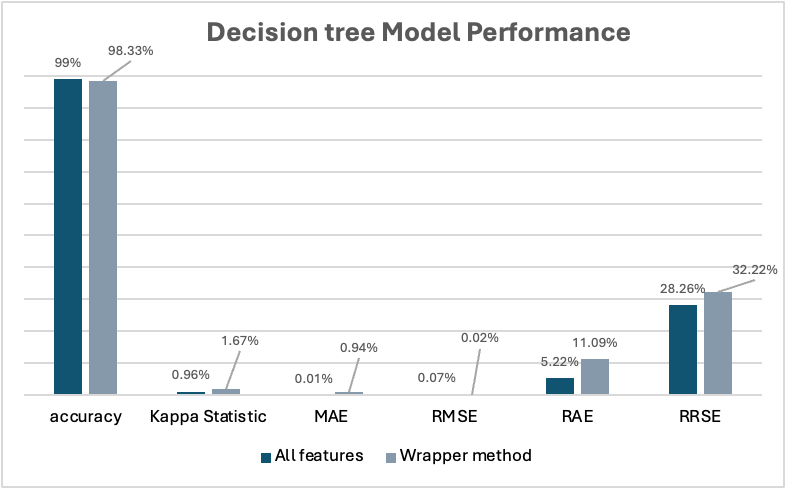 Decision tree Model Performance
99%
98.33%
0.96%
1.67%
0.01%
0.94%
0.07%
0.02%
5.22%
11.09%
28.26%
32.22%
accuracy
Kappa Statistic
MAE
RMSE
RAE
RRSE
All features
Wrapper method